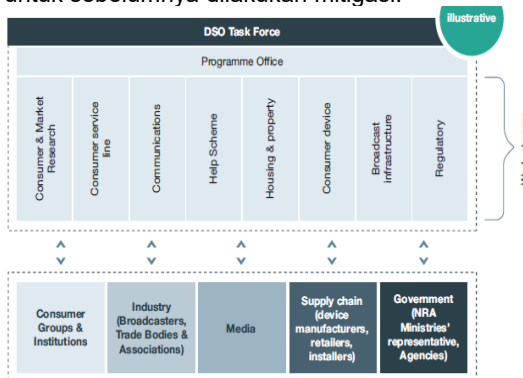 untuk sebelumnya dilakukan mitigasi.
illustrative
DSO Task Force
Programme Office
Consumer & Market
Research
Consumer service
line
Communications
Help Scheme
Housing & property
Consumer device
Broadcast
infrastructure
Regulatory
Consumer
Groups &
Institutions
Industry
(Broadcasters,
Trade Bodies &
Associations)
Media
Supply chain
(device
manufacturers,
retailers,
installers)
Government
(NRA
Ministries'
representative,
Agencies)